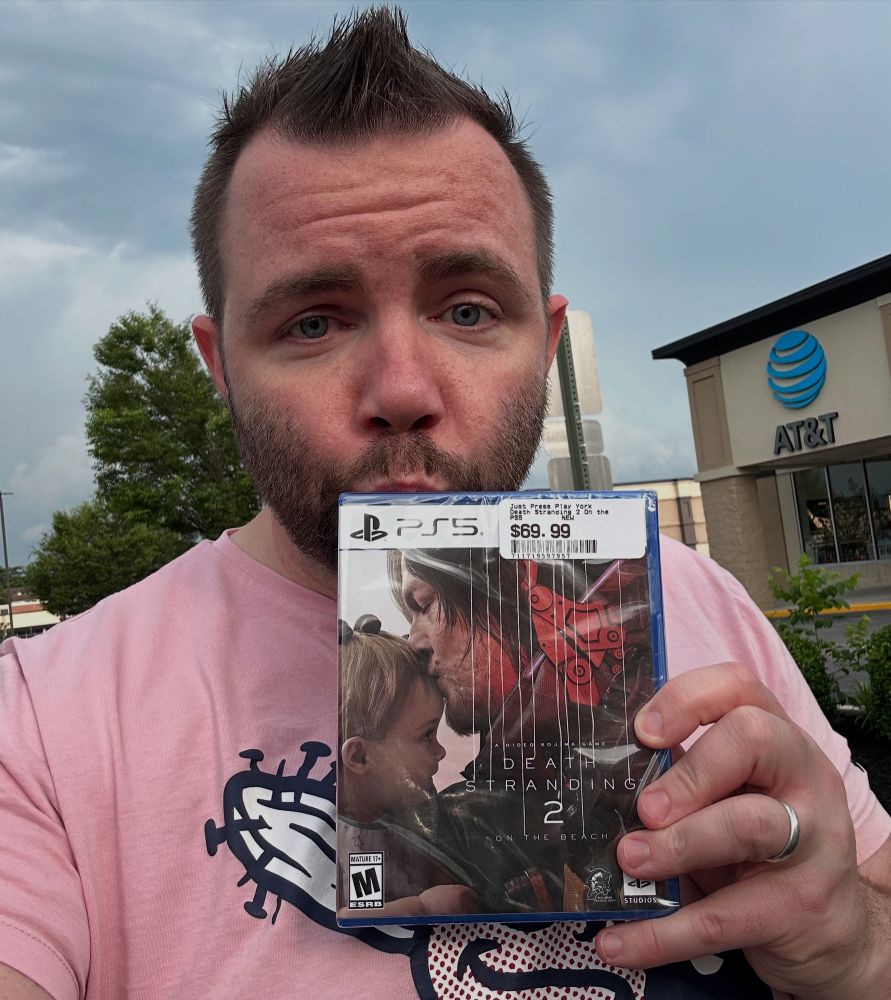 AT&T
PS5
Just Press Play York
Death Stranding 2 On the
PS5 NEW
$69.99
711719597957
A HIDEO KOJIMA GAME
DEATH
STRANDING
2
ON THE BEACH
MATURE 17+
M
ESRB
STUDIOS